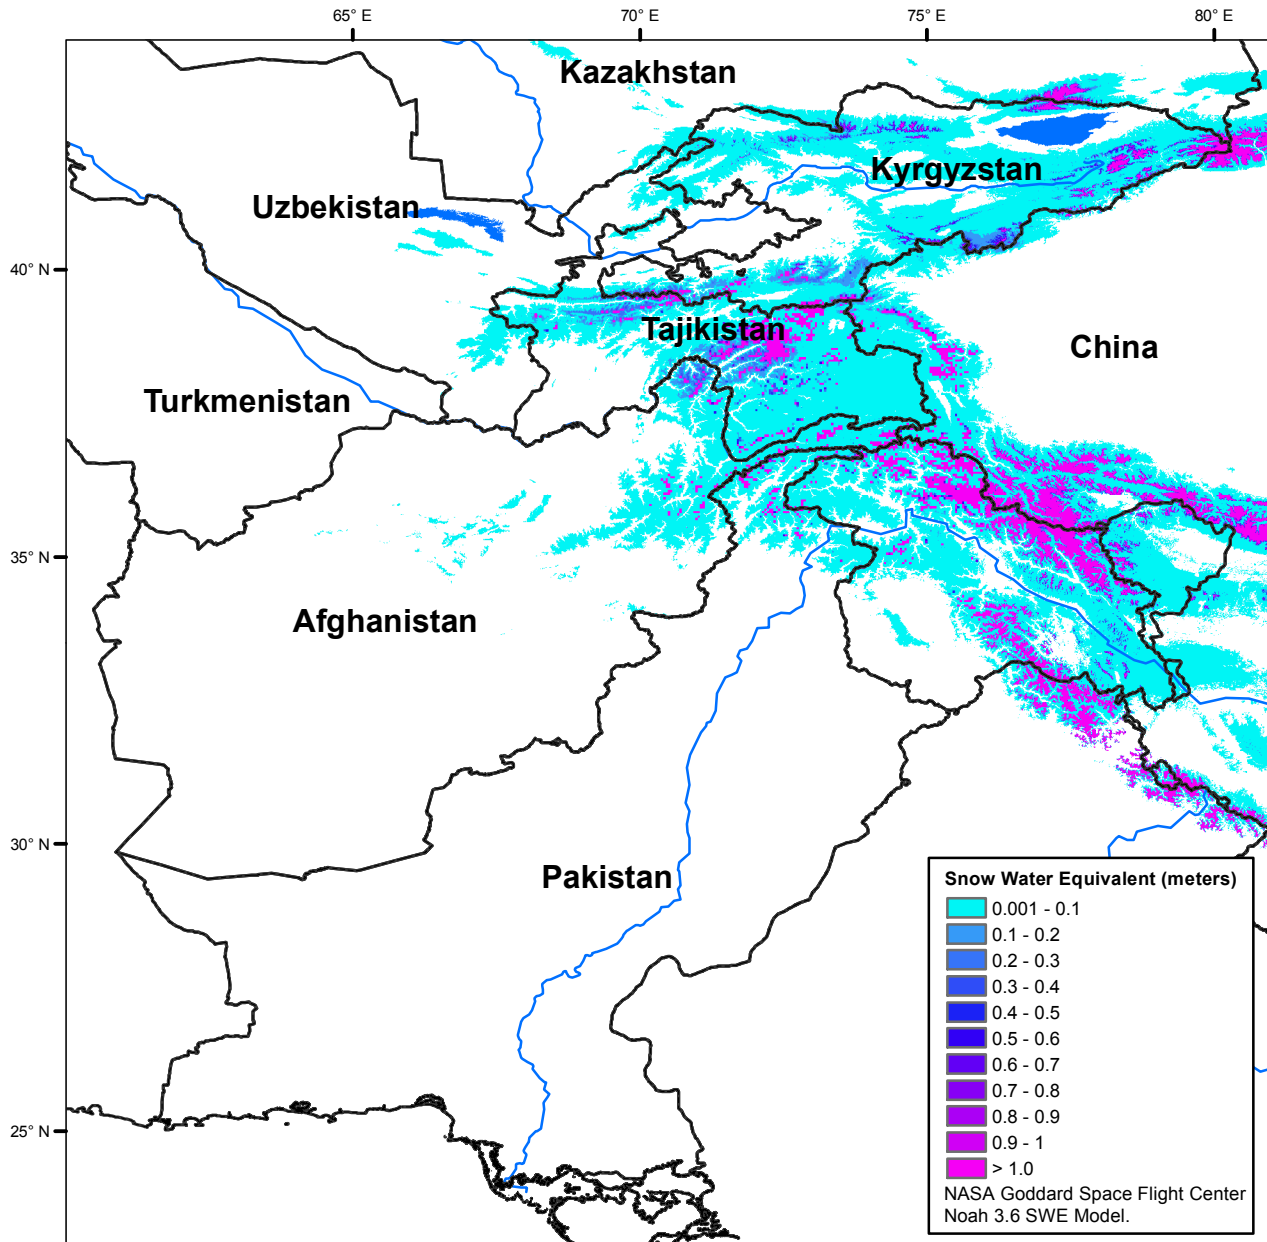 65° E
70° E
75° E
80° E
Kazakhstan
Kyrgyzstan
Uzbekistan
40° N
Tajikistan
China
Turkmenistan
35° N
Afghanistan
30° N
Pakistan
25° N
Snow Water Equivalent (meters)
0.001 - 0.1
0.1 - 0.2
0.2 - 0.3
0.3 - 0.4
0.4 - 0.5
0.5 - 0.6
0.6 - 0.7
0.7 - 0.8
0.8 - 0.9
0.9 - 1
> 1.0
NASA Goddard Space Flight Center
Noah 3.6 SWE Model.